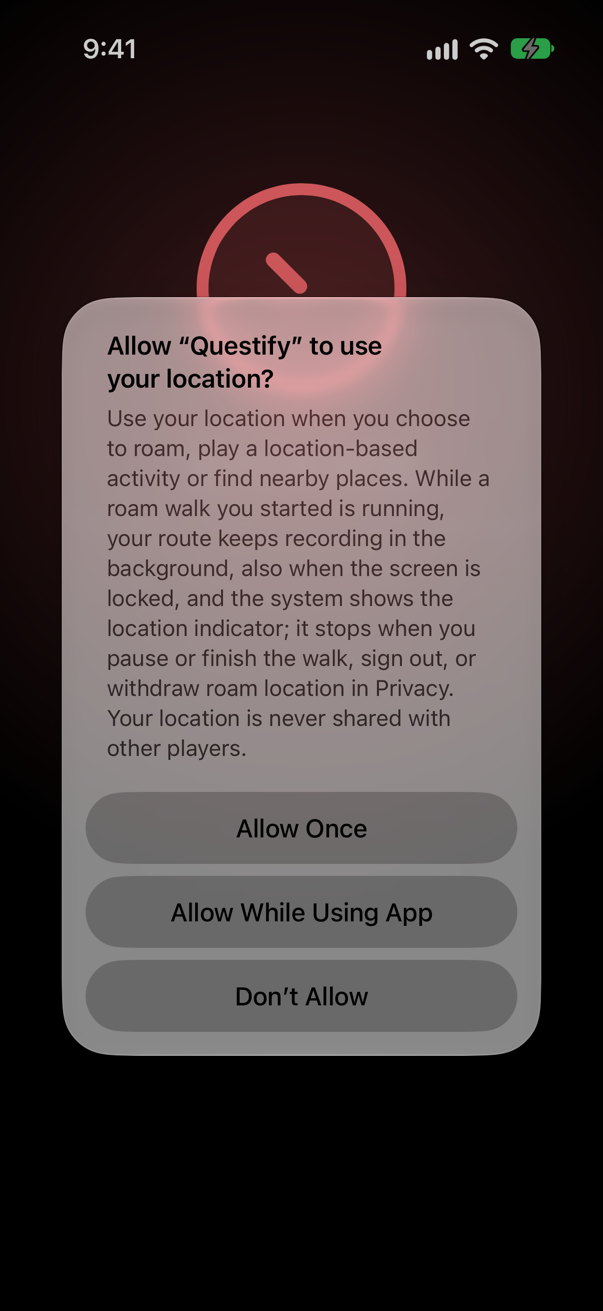 9:41
Allow “Questify” to use
your location?
Use your location when you choose
to roam, play a location-based
activity or find nearby places. While a
roam walk you started is running,
your route keeps recording in the
background, also when the screen is
locked, and the system shows the
location indicator; it stops when you
pause or finish the walk, sign out, or
withdraw roam location in Privacy.
Your location is never shared with
other players.
Allow Once
Allow While Using App
Don’t Allow